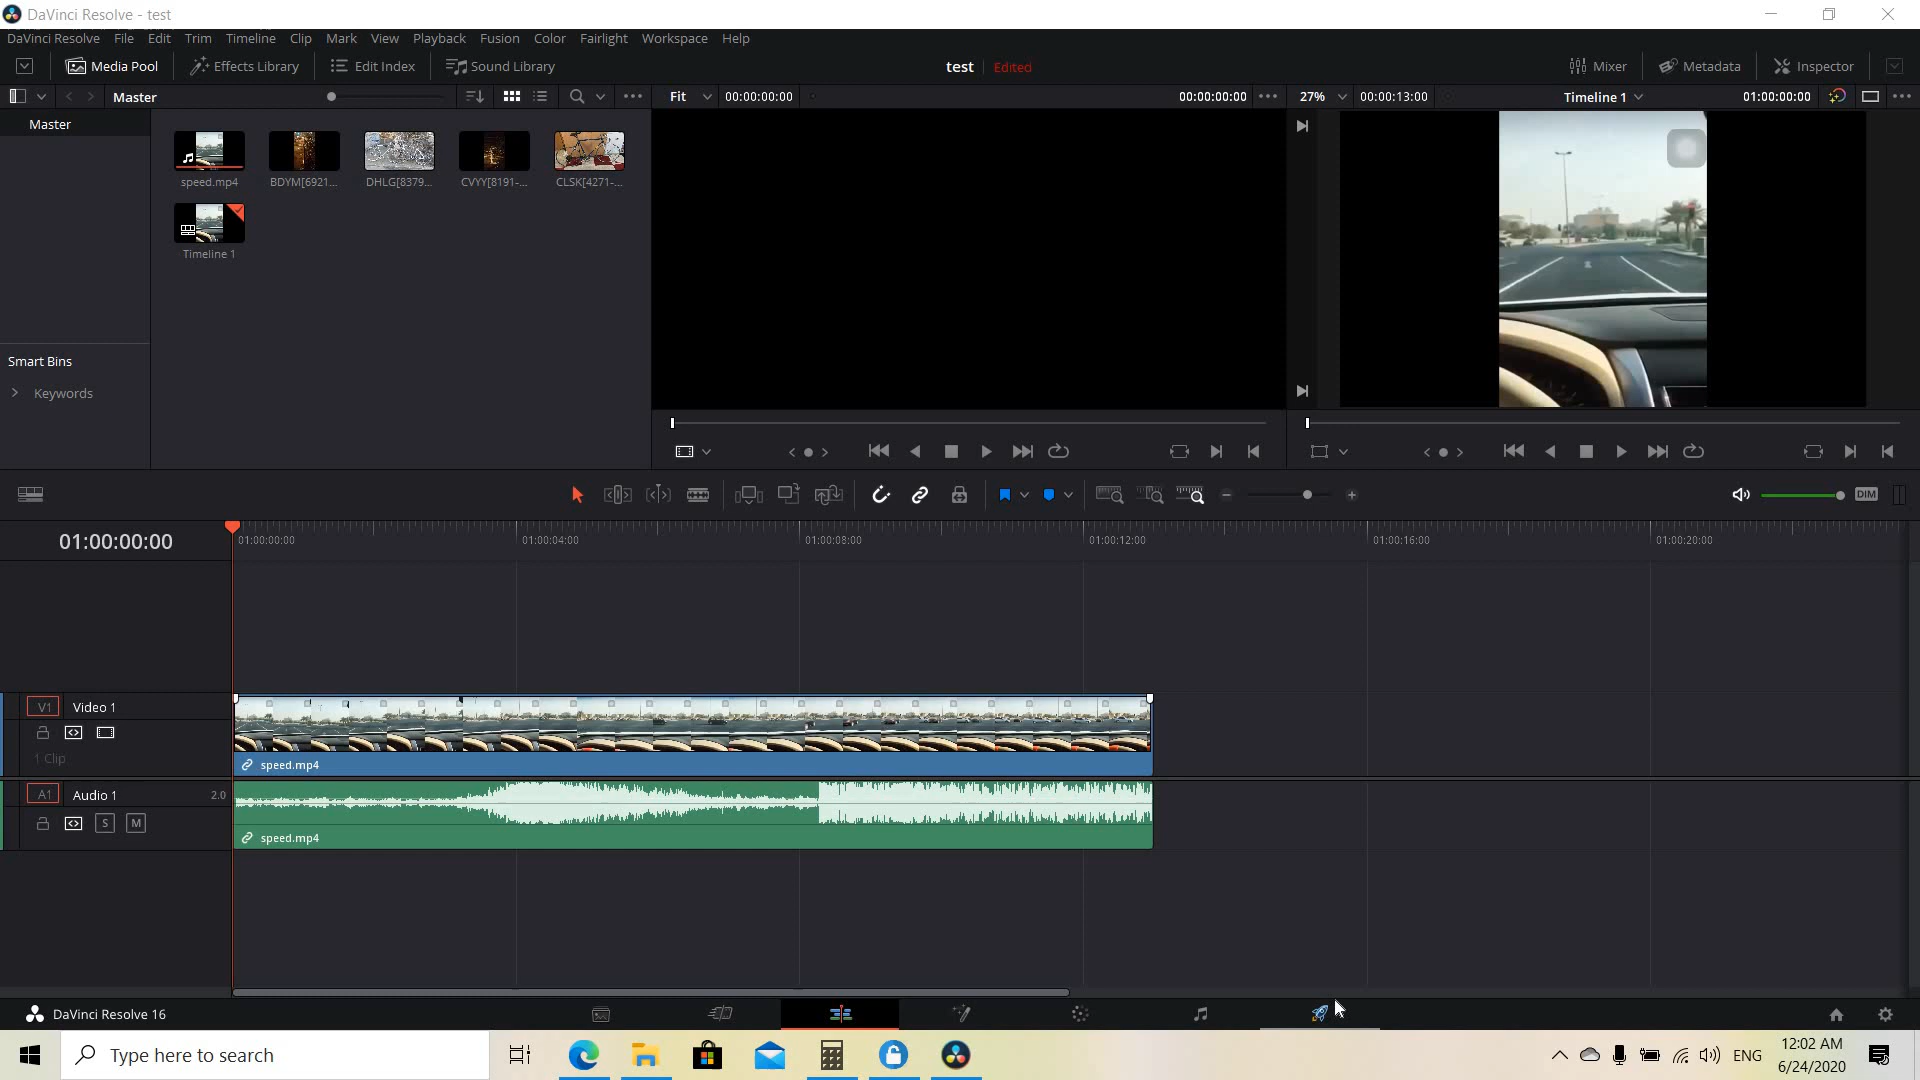 DaVinci Resolve - test
DaVinci Resolve File Edit Trim Timeline Clip Mark View Playback Fusion Color Fairlight Workspace Help
Media Pool Effects Library Edit Index Sound Library test Edited Mixer Metadata Inspector
Master Fit 00:00:00:00 00:00:00:00 27% 00:00:13:00 Timeline 1 01:00:00:00
Master
speed.mp4 BDYM[6921... DHLG[8379... CVYY[8191-... CLSK[4271-...
Timeline 1
Smart Bins
Keywords
DIM
01:00:00:00 01:00:00:00 01:00:04:00 01:00:08:00 01:00:12:00 01:00:16:00 01:00:20:00
V1 Video 1
1 Clip
speed.mp4
A1 Audio 1 2.0
S M
speed.mp4
DaVinci Resolve 16
Type here to search
ENG
12:02 AM
6/24/2020